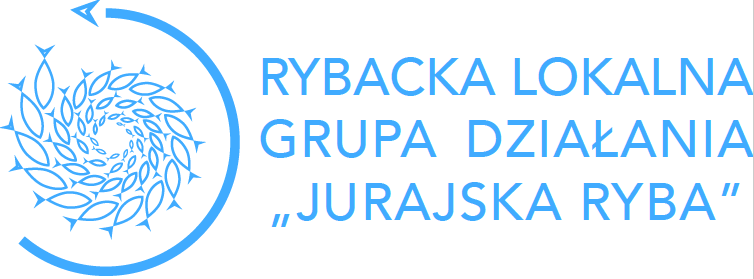 RYBACKA LOKALNA
GRUPA DZIAŁANIA
„JURAJSKA RYBA”